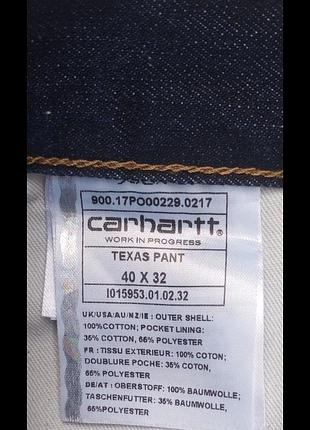 900.17PO00229.0217
carhartt
WORK IN PROGRESS
TEXAS PANT
40 X 32
I015953.01.02.32
UK/USA/AU/NZ/IE : OUTER SHELL:
100%COTTON; POCKET LINING:
35% COTTON, 65% POLYESTER
FR : TISSU EXTERIEUR: 100% COTON;
DOUBLURE POCHE: 35% COTON,
65% POLYESTER
DE/AT : OBERSTOFF: 100% BAUMWOLLE;
TASCHENFUTTER: 35% BAUMWOLLE,
65%POLYESTER